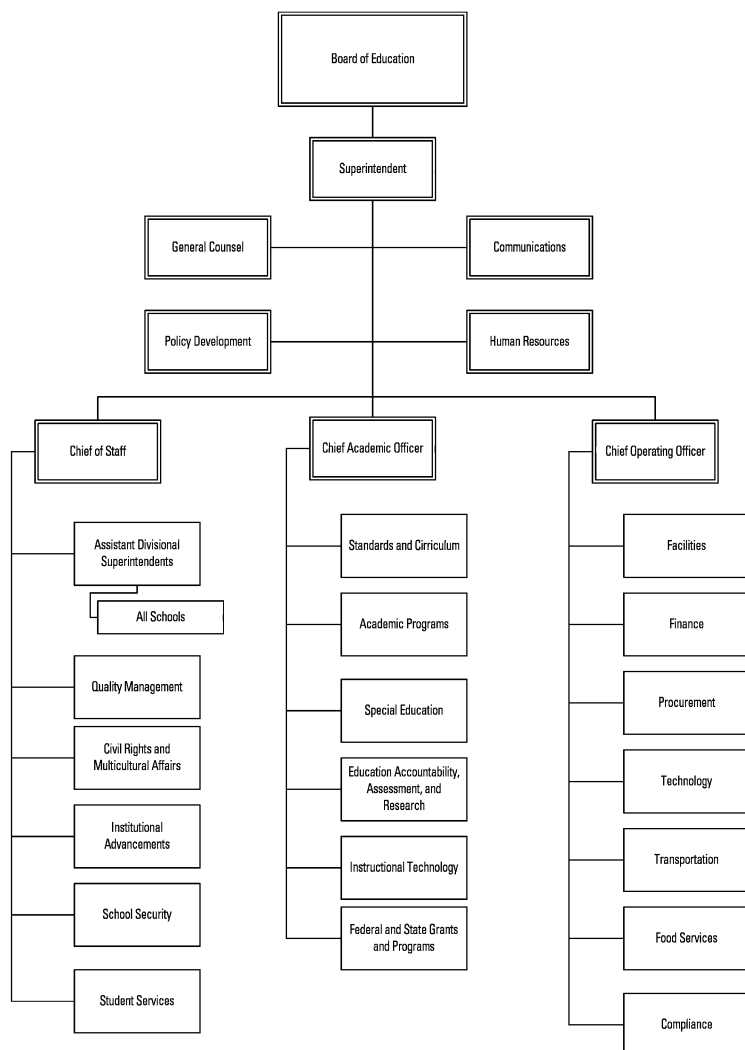 Board of Education
Superintendent
General Counsel
Communications
Policy Development
Human Resources
Chief of Staff
Chief Academic Officer
Chief Operating Officer
Assistant Divisional
Superintendents
All Schools
Quality Management
Civil Rights and
Multicultural Affairs
Institutional
Advancements
School Security
Student Services
Standards and Cirriculum
Academic Programs
Special Education
Education Accountability,
Assessment, and
Research
Instructional Technology
Federal and State Grants
and Programs
Facilities
Finance
Procurement
Technology
Transportation
Food Services
Compliance